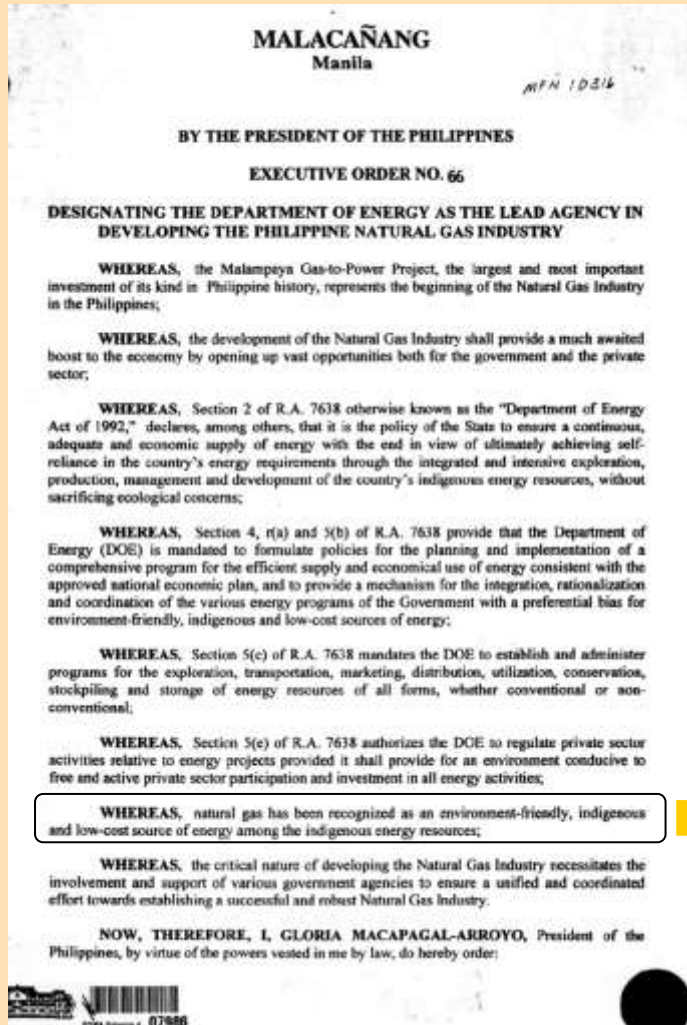 MALACAÑANG
Manila
MFN 10316
BY THE PRESIDENT OF THE PHILIPPINES
EXECUTIVE ORDER NO. 66
DESIGNATING THE DEPARTMENT OF ENERGY AS THE LEAD AGENCY IN
DEVELOPING THE PHILIPPINE NATURAL GAS INDUSTRY
WHEREAS, the Malampaya Gas-to-Power Project, the largest and most important
investment of its kind in Philippine history, represents the beginning of the Natural Gas Industry
in the Philippines;
WHEREAS, the development of the Natural Gas Industry shall provide a much awaited
boost to the economy by opening up vast opportunities both for the government and the private
sector;
WHEREAS, Section 2 of R.A. 7638 otherwise known as the "Department of Energy
Act of 1992," declares, among others, that it is the policy of the State to ensure a continuous,
adequate and economic supply of energy with the end in view of ultimately achieving self-
reliance in the country's energy requirements through the integrated and intensive exploration,
production, management and development of the country's indigenous energy resources, without
sacrificing ecological concerns;
WHEREAS, Section 4, r(a) and 5(b) of R.A. 7638 provide that the Department of
Energy (DOE) is mandated to formulate policies for the planning and implementation of a
comprehensive program for the efficient supply and economical use of energy consistent with the
approved national economic plan, and to provide a mechanism for the integration, rationalization
and coordination of the various energy programs of the Government with a preferential bias for
environment-friendly, indigenous and low-cost sources of energy;
WHEREAS, Section 5(c) of R.A. 7638 mandates the DOE to establish and administer
programs for the exploration, transportation, marketing, distribution, utilization, conservation,
stockpiling and storage of energy resources of all forms, whether conventional or non-
conventional;
WHEREAS, Section 5(e) of R.A. 7638 authorizes the DOE to regulate private sector
activities relative to energy projects provided it shall provide for an environment conducive to
free and active private sector participation and investment in all energy activities;
WHEREAS, natural gas has been recognized as an environment-friendly, indigenous
and low-cost source of energy among the indigenous energy resources;
WHEREAS, the critical nature of developing the Natural Gas Industry necessitates the
involvement and support of various government agencies to ensure a unified and coordinated
effort towards establishing a successful and robust Natural Gas Industry.
NOW, THEREFORE, I, GLORIA MACAPAGAL-ARROYO, President of the
Philippines, by virtue of the powers vested in me by law, do hereby order:
07986